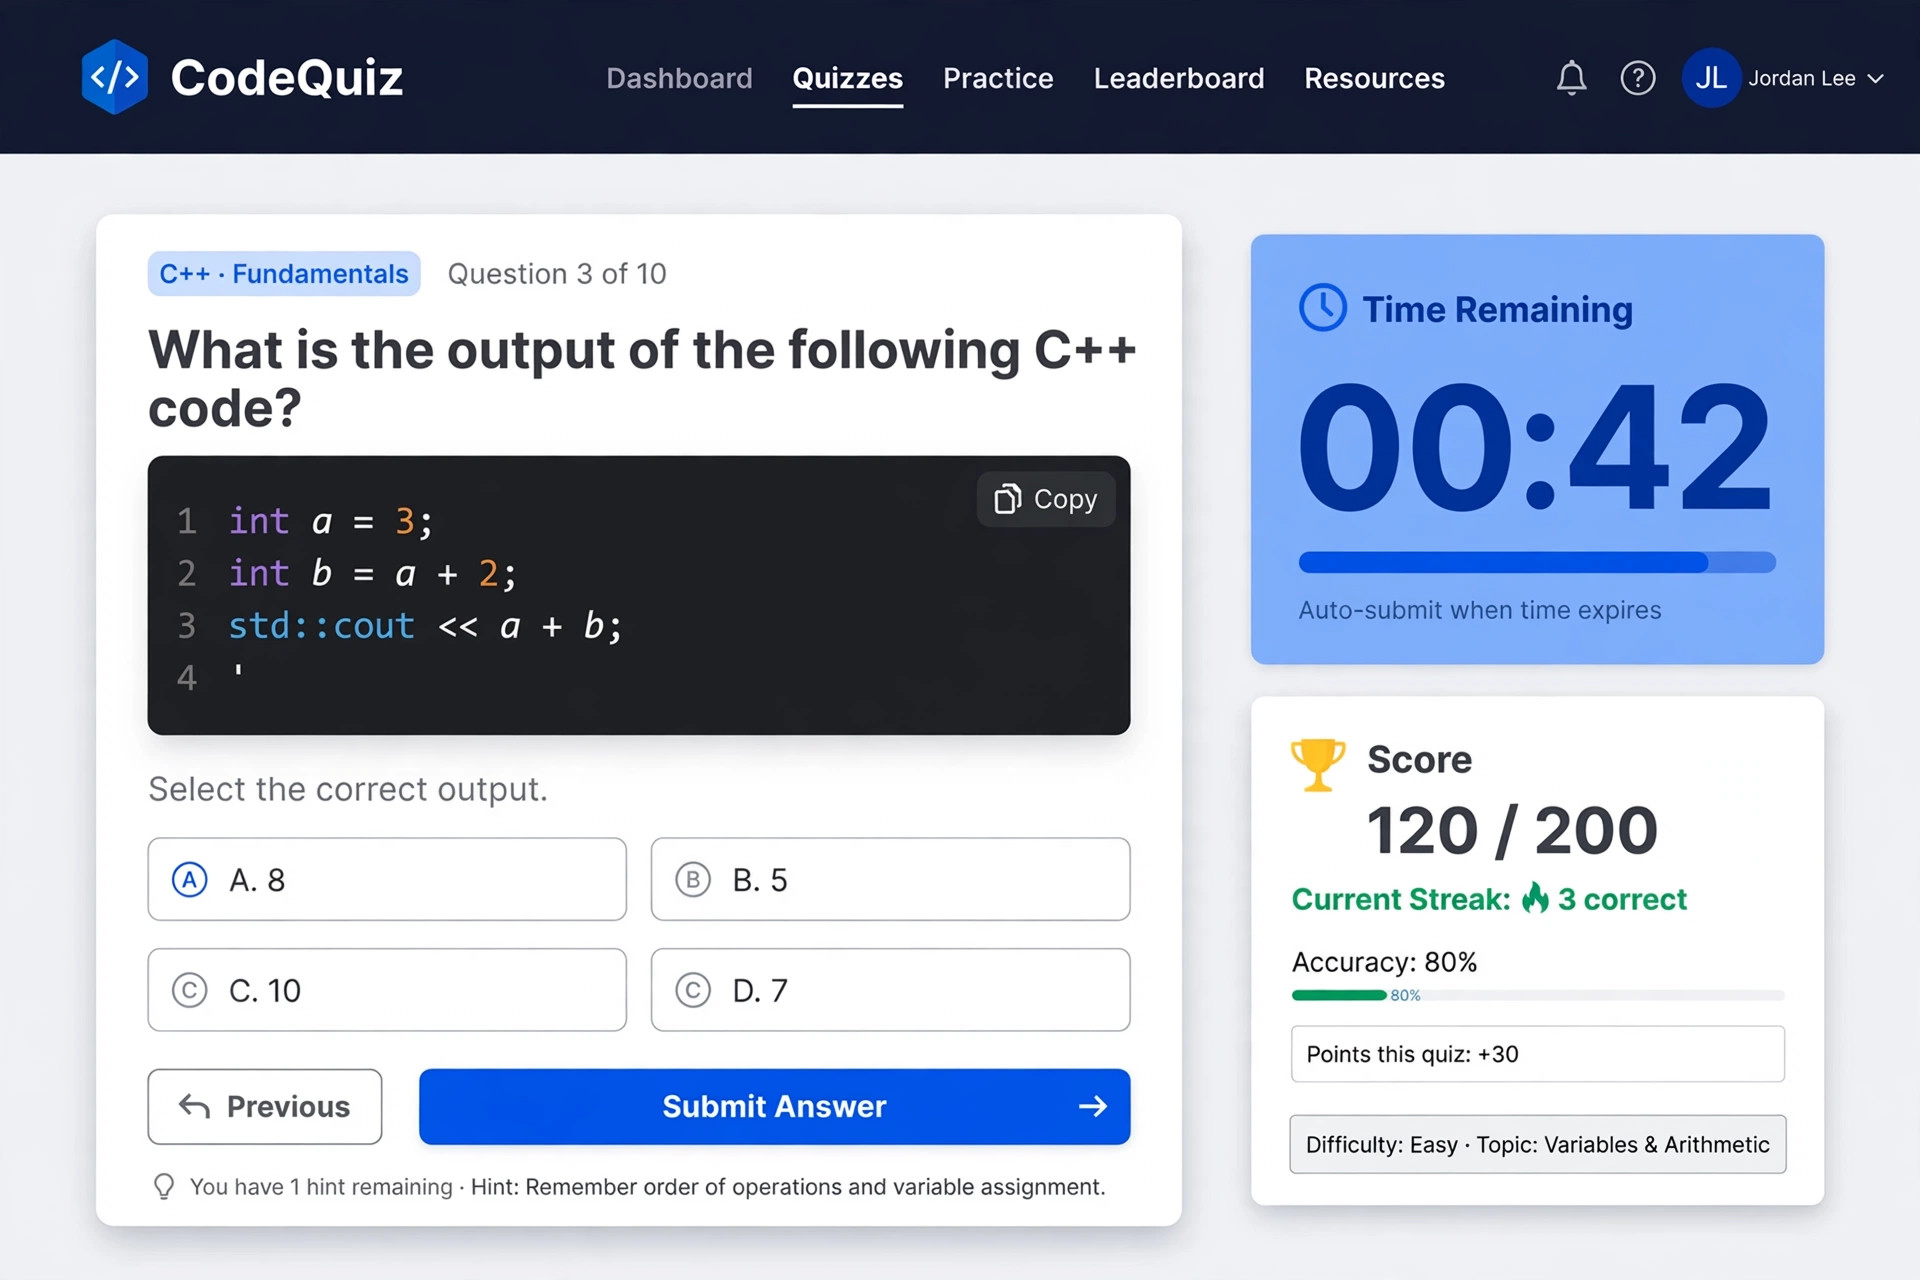 </> CodeQuiz
Dashboard Quizzes Practice Leaderboard Resources
? JL Jordan Lee
C++ · Fundamentals Question 3 of 10
What is the output of the following C++
code?
Copy
1 int a = 3;
2 int b = a + 2;
3 std::cout << a + b;
4 '
Select the correct output.
A A. 8
B B. 5
C C. 10
C D. 7
Previous
Submit Answer →
You have 1 hint remaining · Hint: Remember order of operations and variable assignment.
Time Remaining
00:42
Auto-submit when time expires
Score
120 / 200
Current Streak: 3 correct
Accuracy: 80%
80%
Points this quiz: +30
Difficulty: Easy · Topic: Variables & Arithmetic